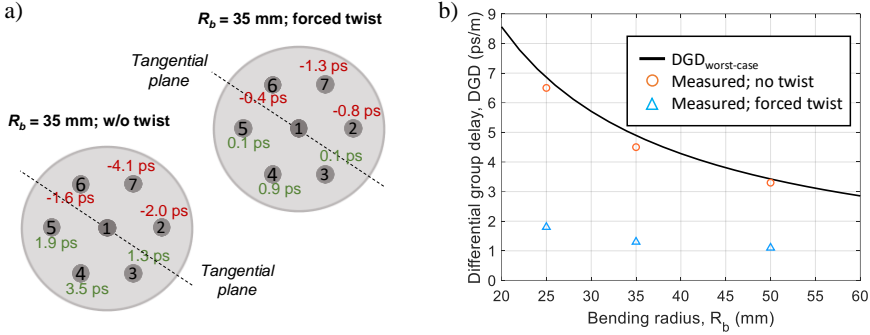 a)
R_b = 35 mm; forced twist
Tangential
plane
-1.3 ps
6
7
-0.4 ps
-0.8 ps
5
1
2
0.1 ps
0.1 ps
4
3
0.9 ps
R_b = 35 mm; w/o twist
-4.1 ps
6
7
-1.6 ps
-2.0 ps
5
1
2
1.9 ps
1.3 ps
4
3
3.5 ps
Tangential
plane
b)
Differential group delay, DGD (ps/m)
9
8
7
6
5
4
3
2
1
0
20
25
30
35
40
45
50
55
60
Bending radius, R_b (mm)
DGD_worst-case
Measured; no twist
Measured; forced twist